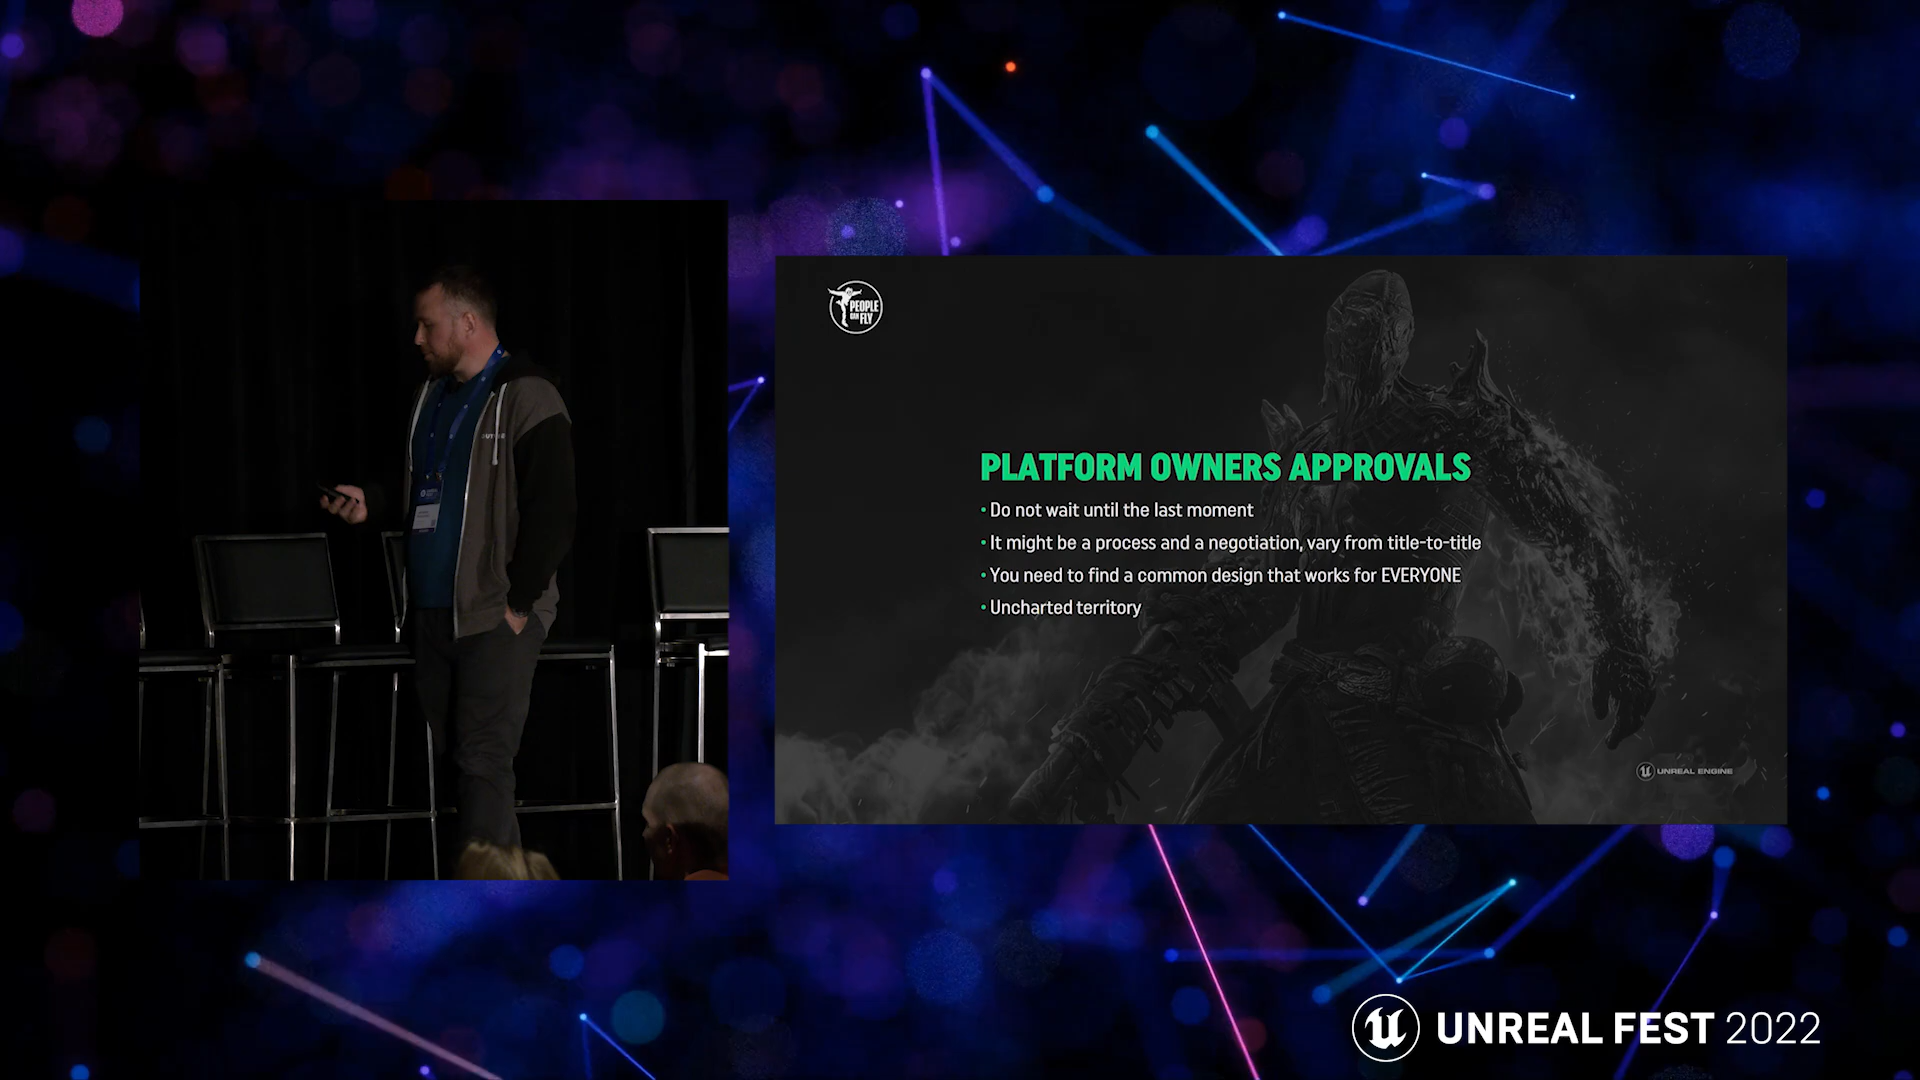 PEOPLE
CAN
FLY
PLATFORM OWNERS APPROVALS
• Do not wait until the last moment
• It might be a process and a negotiation, vary from title-to-title
• You need to find a common design that works for EVERYONE
• Uncharted territory
UNREAL ENGINE
UNREAL FEST 2022